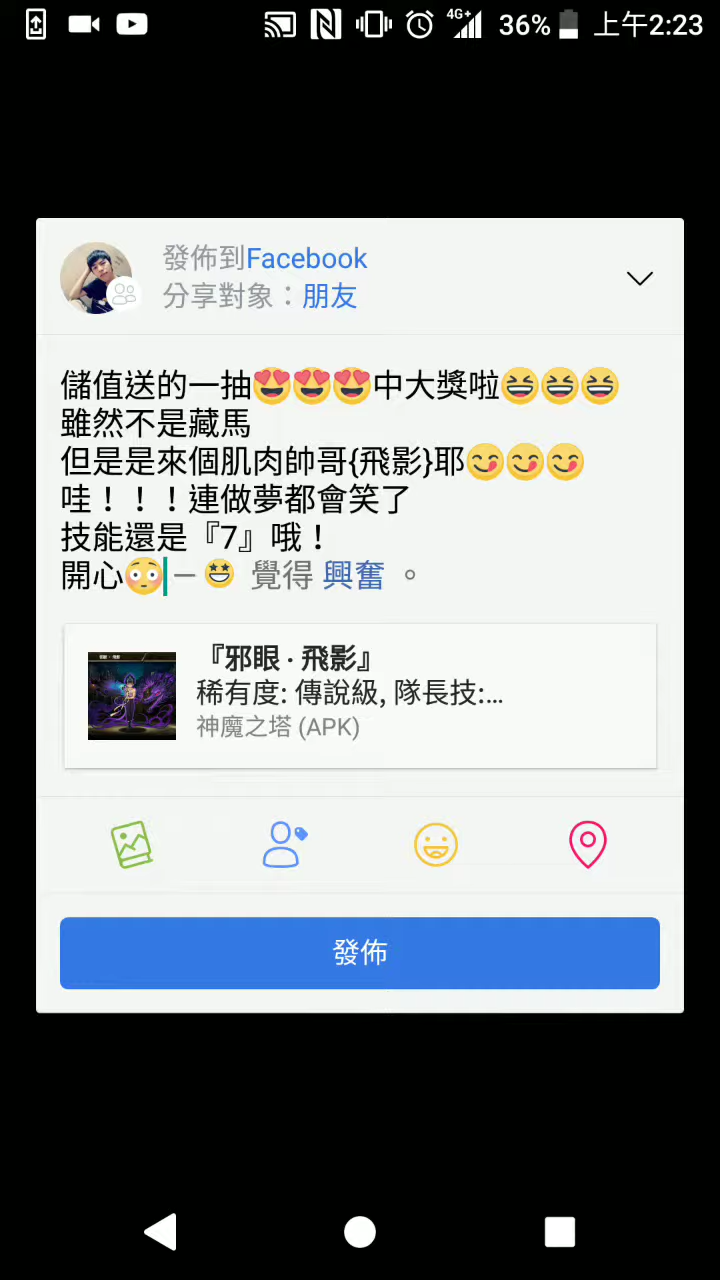 4G+ 36% 上午2:23
發佈到Facebook
分享對象：朋友
儲值送的一抽😍😍😍中大獎啦😆😆😆
雖然不是藏馬
但是是來個肌肉帥哥{飛影}耶😋😋😋
哇！！！連做夢都會笑了
技能還是『7』哦！
開心😳 — 🤩 覺得 興奮 。
『邪眼 · 飛影』
稀有度: 傳說級, 隊長技:...
神魔之塔 (APK)
發佈